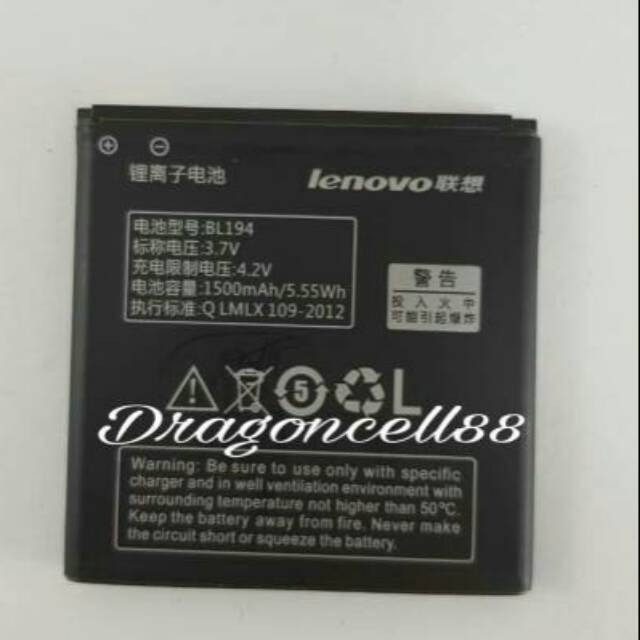 锂离子电池
lenovo联想
电池型号:BL194
标称电压:3.7V
充电限制电压:4.2V
电池容量:1500mAh/5.55Wh
执行标准:Q LMLX 109-2012
警告
投入火中
可能引起爆炸
5
L
Dragoncell88
Warning: Be sure to use only with specific
charger and in well ventilation environment with
surrounding temperature not higher than 50℃.
Keep the battery away from fire. Never make
the circuit short or squeeze the battery.